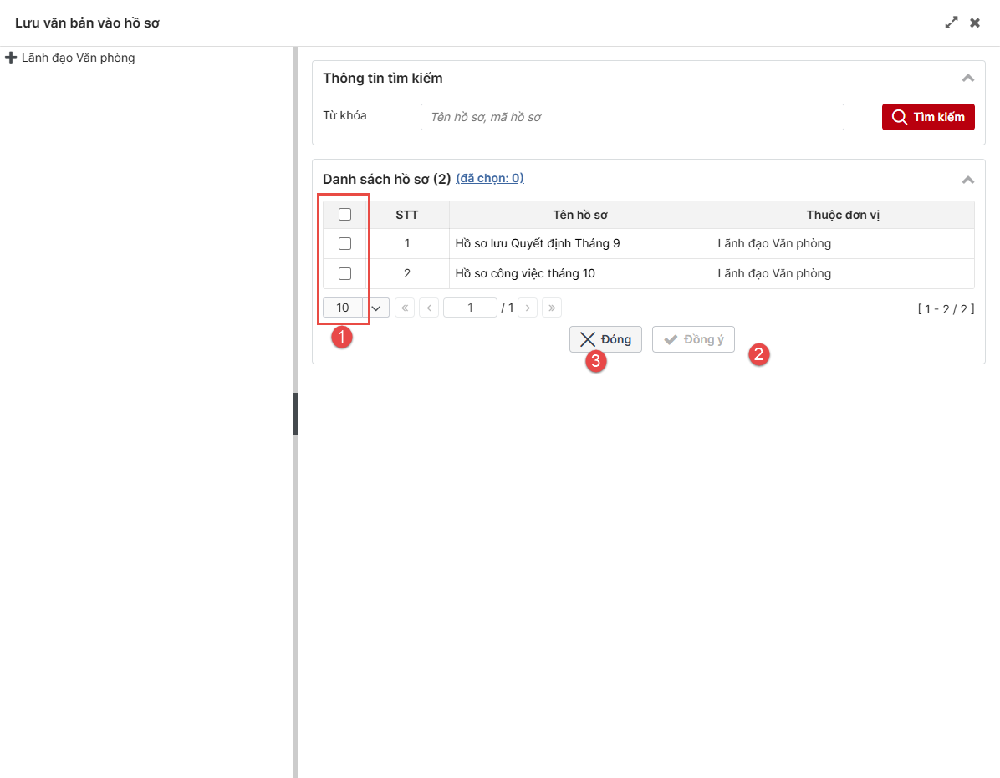 Lưu văn bản vào hồ sơ
Lãnh đạo Văn phòng
Thông tin tìm kiếm
Từ khóa
Tên hồ sơ, mã hồ sơ
Tìm kiếm
Danh sách hồ sơ (2) (đã chọn: 0)
STT Tên hồ sơ Thuộc đơn vị
1 Hồ sơ lưu Quyết định Tháng 9 Lãnh đạo Văn phòng
2 Hồ sơ công việc tháng 10 Lãnh đạo Văn phòng
10 « ‹ 1 / 1 › » [ 1 - 2 / 2 ]
1
Đóng Đồng ý
2
3